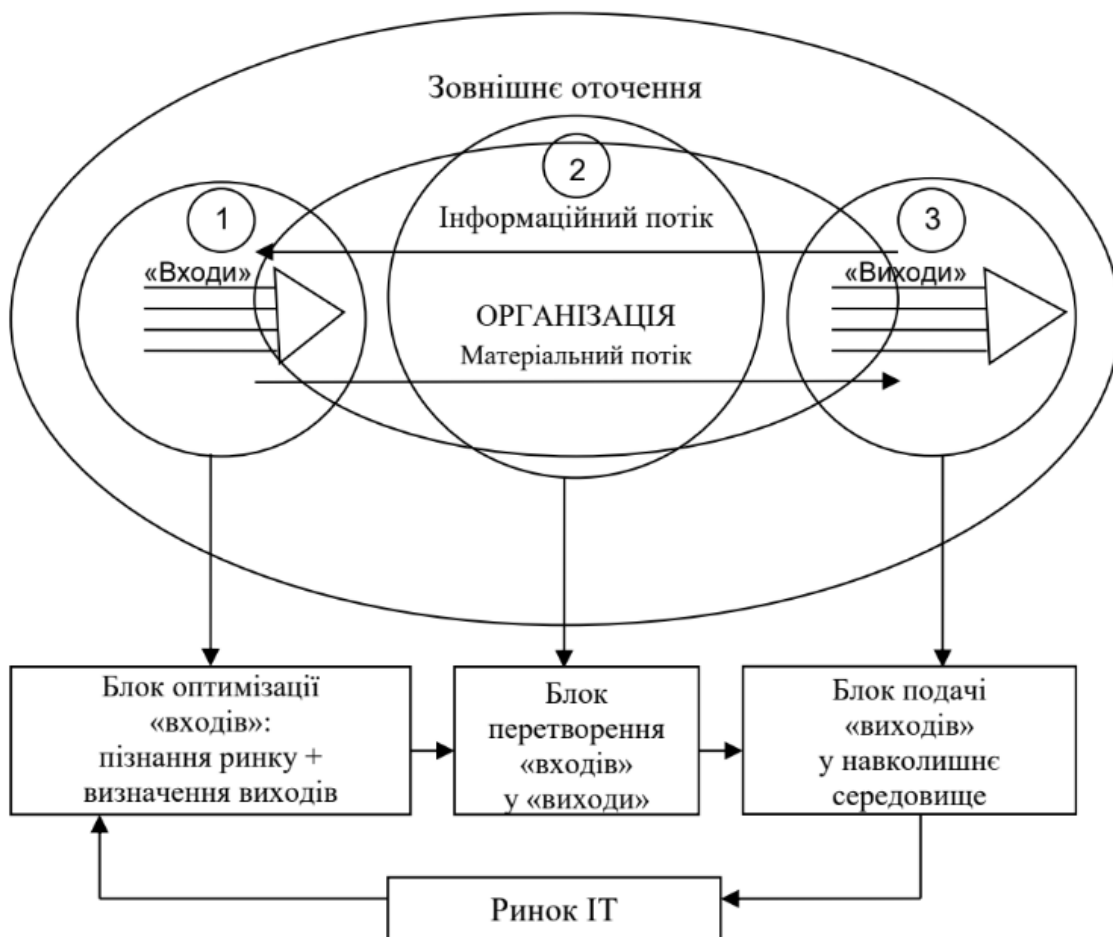 Зовнішнє оточення
1
2
3
Інформаційний потік
«Входи»
«Виходи»
ОРГАНІЗАЦІЯ
Матеріальний потік
Блок оптимізації
«входів»:
пізнання ринку +
визначення виходів
Блок
перетворення
«входів»
у «виходи»
Блок подачі
«виходів»
у навколишнє
середовище
Ринок ІТ